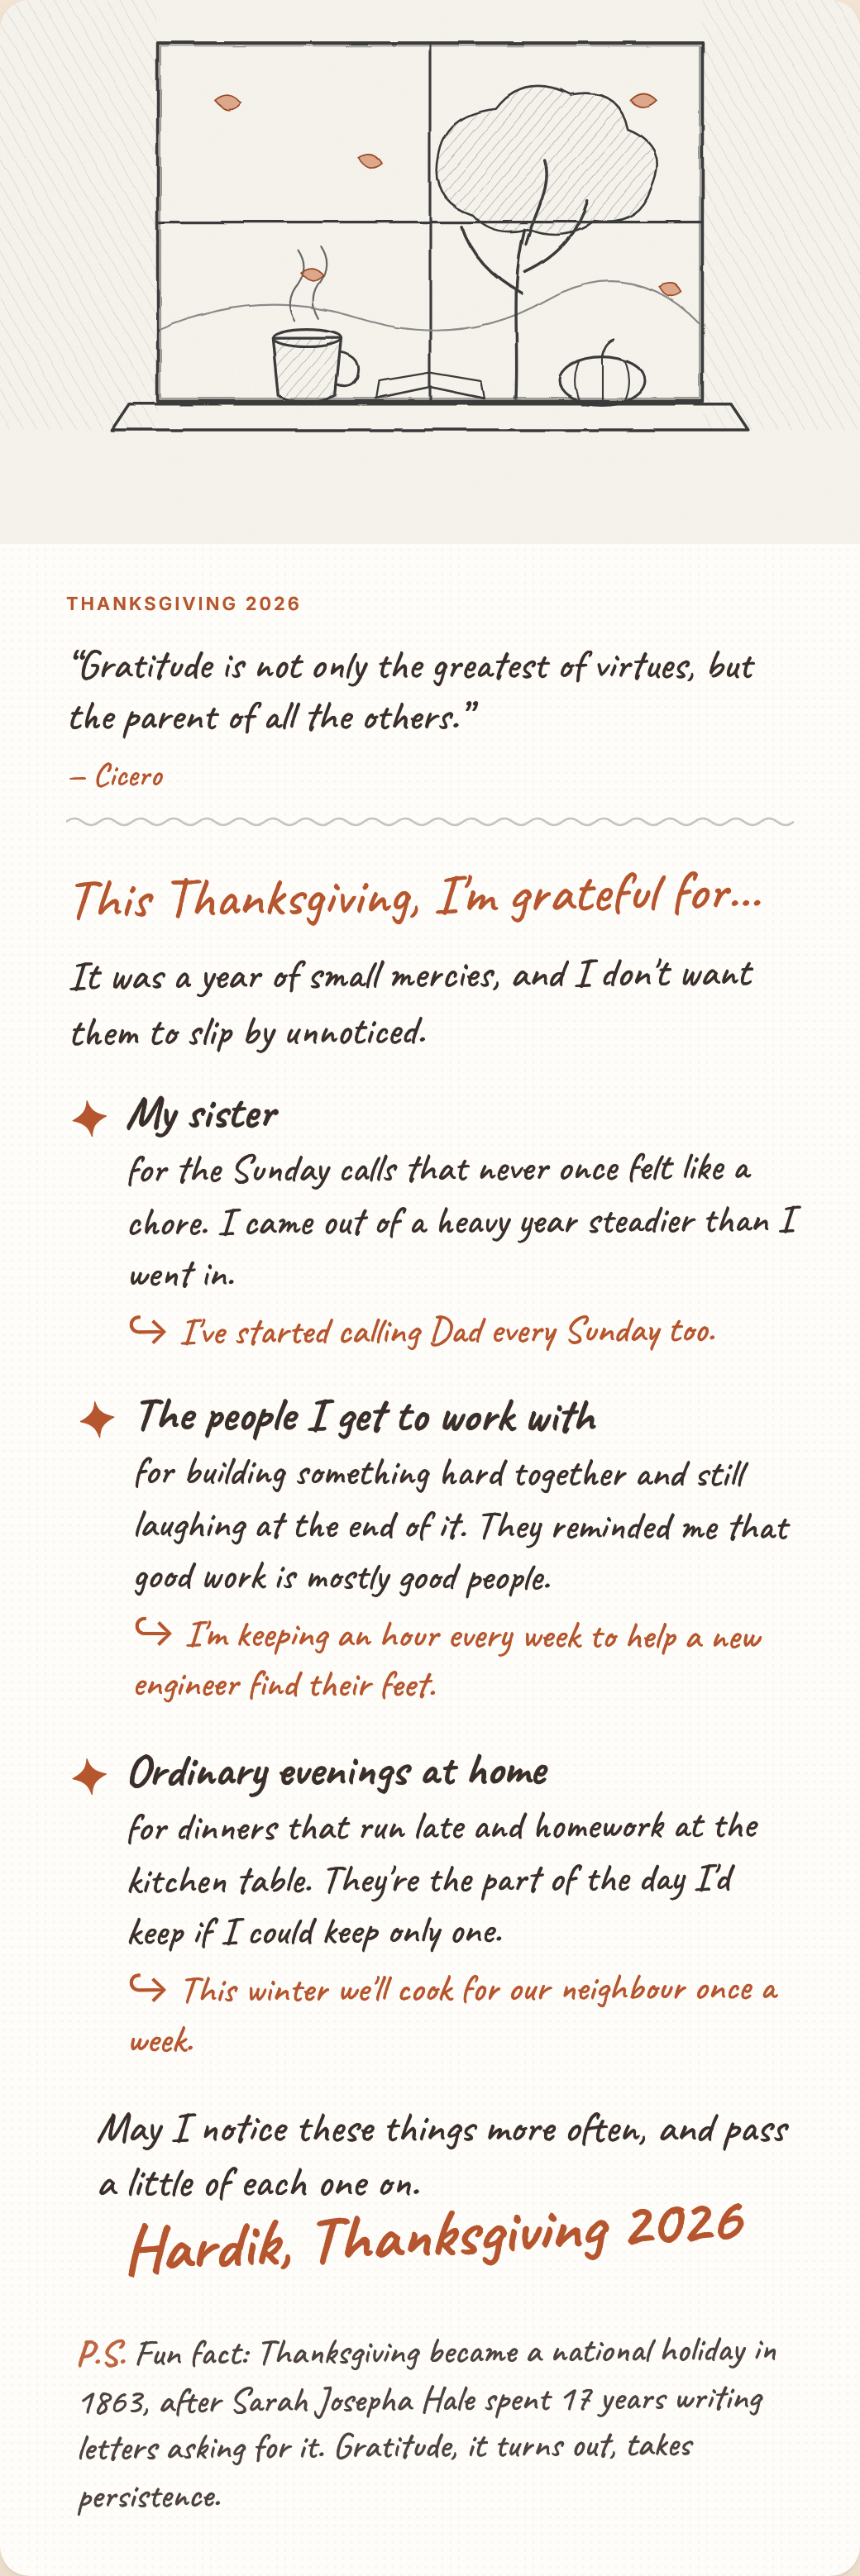 THANKSGIVING 2026
“Gratitude is not only the greatest of virtues, but
the parent of all the others.”
— Cicero
This Thanksgiving, I'm grateful for...
It was a year of small mercies, and I don't want
them to slip by unnoticed.
My sister
for the Sunday calls that never once felt like a
chore. I came out of a heavy year steadier than I
went in.
↪ I've started calling Dad every Sunday too.
The people I get to work with
for building something hard together and still
laughing at the end of it. They reminded me that
good work is mostly good people.
↪ I'm keeping an hour every week to help a new
engineer find their feet.
Ordinary evenings at home
for dinners that run late and homework at the
kitchen table. They're the part of the day I'd
keep if I could keep only one.
↪ This winter we'll cook for our neighbour once a
week.
May I notice these things more often, and pass
a little of each one on.
Hardik, Thanksgiving 2026
P.S. Fun fact: Thanksgiving became a national holiday in
1863, after Sarah Josepha Hale spent 17 years writing
letters asking for it. Gratitude, it turns out, takes
persistence.